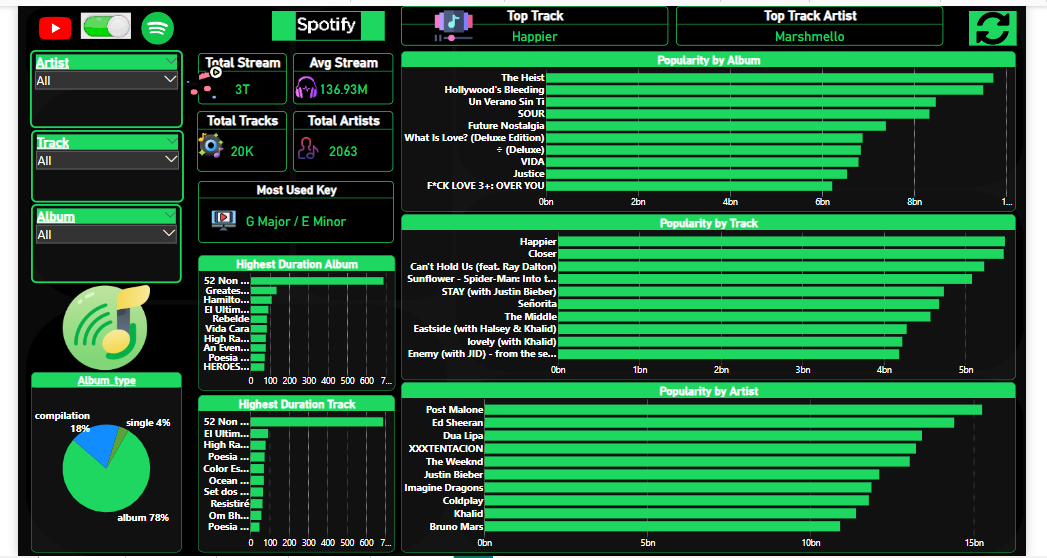 Spotify
Top Track
Happier
Top Track Artist
Marshmello
Artist
All
Track
All
Album
All
Total Stream
3T
Avg Stream
136.93M
Total Tracks
20K
Total Artists
2063
Most Used Key
G Major / E Minor
Popularity by Album
The Heist
Hollywood's Bleeding
Un Verano Sin Ti
SOUR
Future Nostalgia
What Is Love? (Deluxe Edition)
÷ (Deluxe)
VIDA
Justice
F*CK LOVE 3+: OVER YOU
0bn 2bn 4bn 6bn 8bn 1...
Popularity by Track
Happier
Closer
Can't Hold Us (feat. Ray Dalton)
Sunflower - Spider-Man: Into t...
STAY (with Justin Bieber)
Señorita
The Middle
Eastside (with Halsey & Khalid)
lovely (with Khalid)
Enemy (with JID) - from the se...
0bn 1bn 2bn 3bn 4bn 5bn
Highest Duration Album
52 Non ...
Greates...
Hamilto...
El Ultim...
Rebelde
Vida Cara
High Ra...
An Even...
Poesia ...
HEROES...
0 100 200 300 400 500 600 7...
Album_type
compilation
18%
single 4%
album 78%
Highest Duration Track
52 Non ...
El Ultim...
High Ra...
Poesia ...
Color Es...
Ocean ...
Set dos ...
Resistiré
Om Bh...
Poesia ...
0 100 200 300 400 500 600 7...
Popularity by Artist
Post Malone
Ed Sheeran
Dua Lipa
XXXTENTACION
The Weeknd
Justin Bieber
Imagine Dragons
Coldplay
Khalid
Bruno Mars
0bn 5bn 10bn 15bn